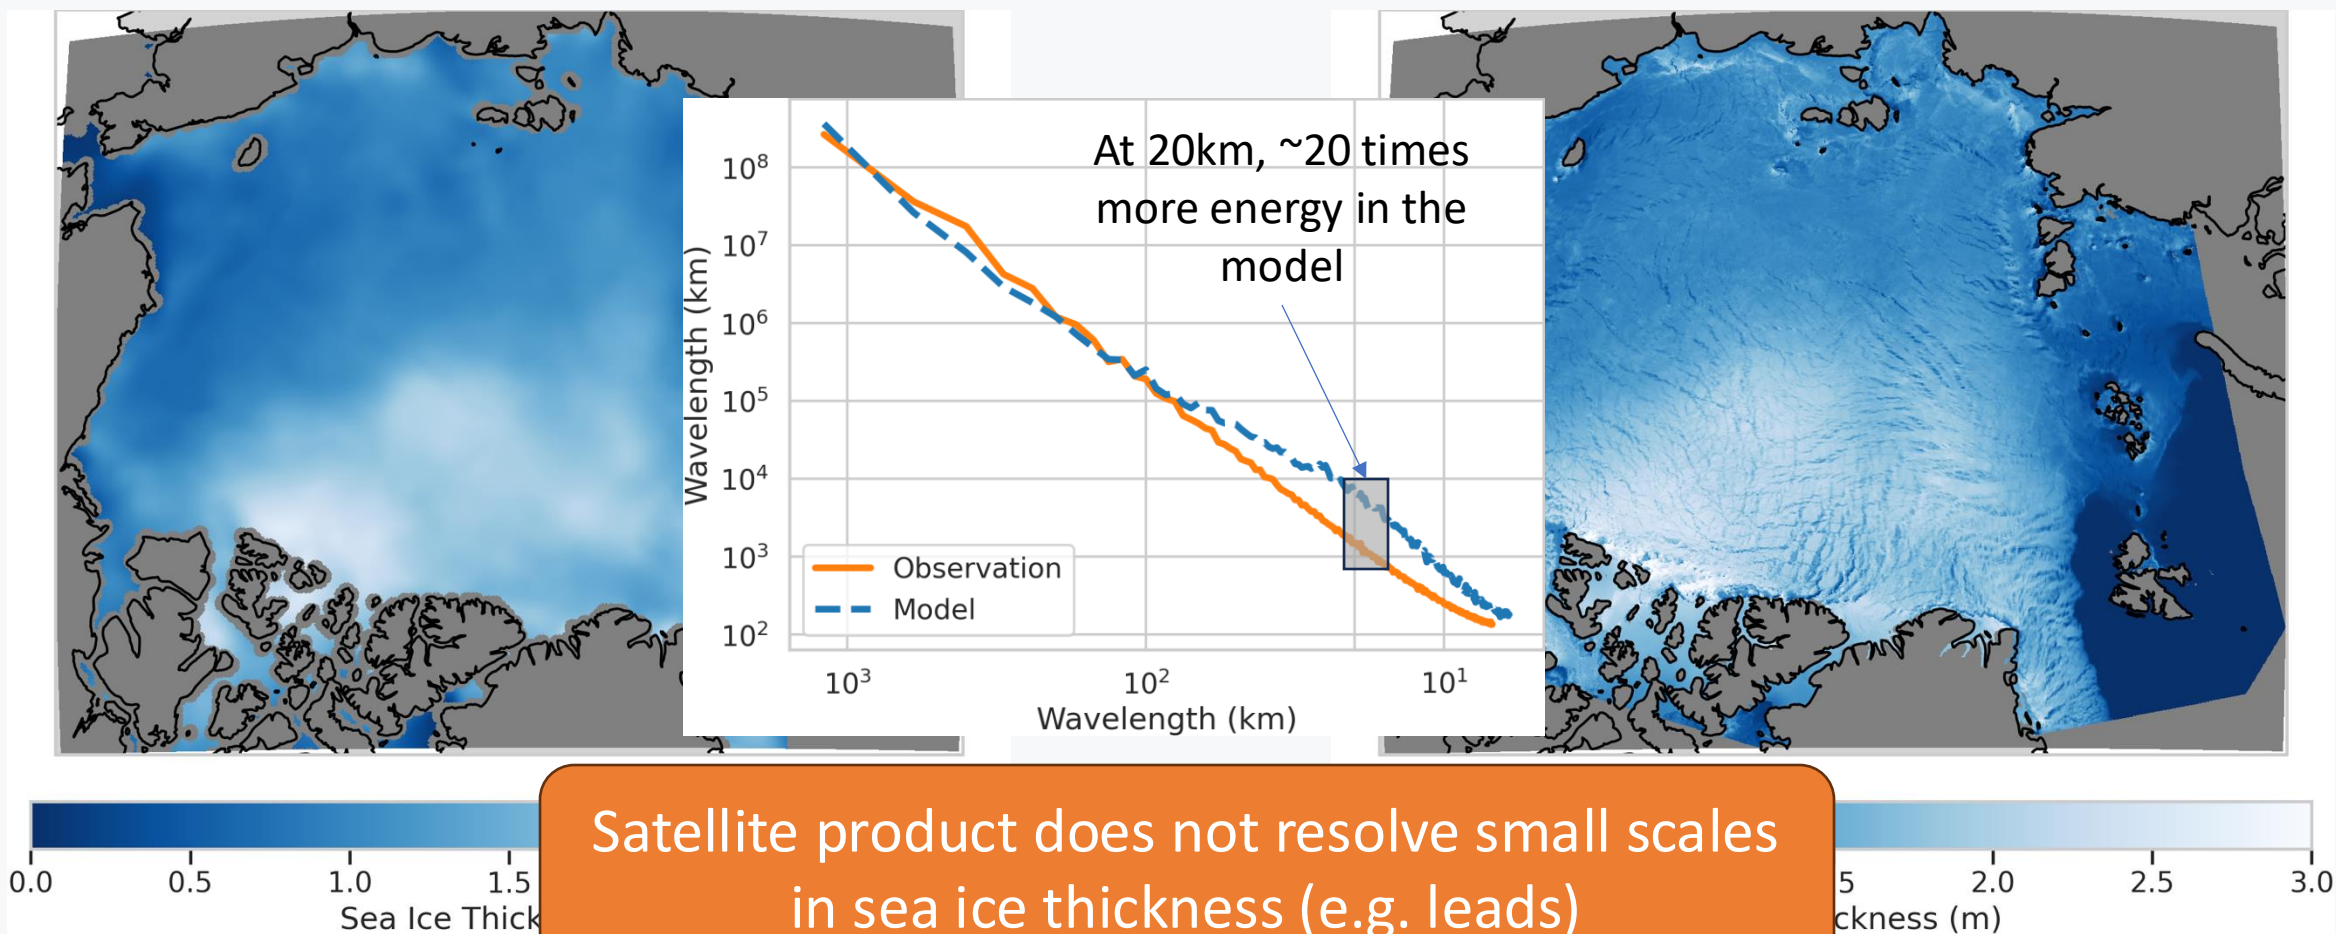 At 20km, ~20 times
more energy in the
model
Wavelength (km)
10⁸
10⁷
10⁶
10⁵
10⁴
10³
10²
Observation
Model
10³ 10² 10¹
Wavelength (km)
Satellite product does not resolve small scales
in sea ice thickness (e.g. leads)
0.0 0.5 1.0 1.5
Sea Ice Thick
5 2.0 2.5 3.0
ckness (m)